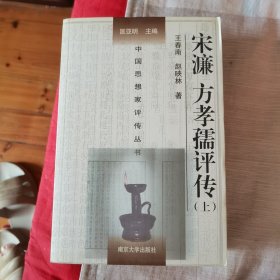 匡亚明 主编
中国思想家评传丛书
王春南 赵映林 著
宋濂 方孝孺评传
(上)
南京大学出版社